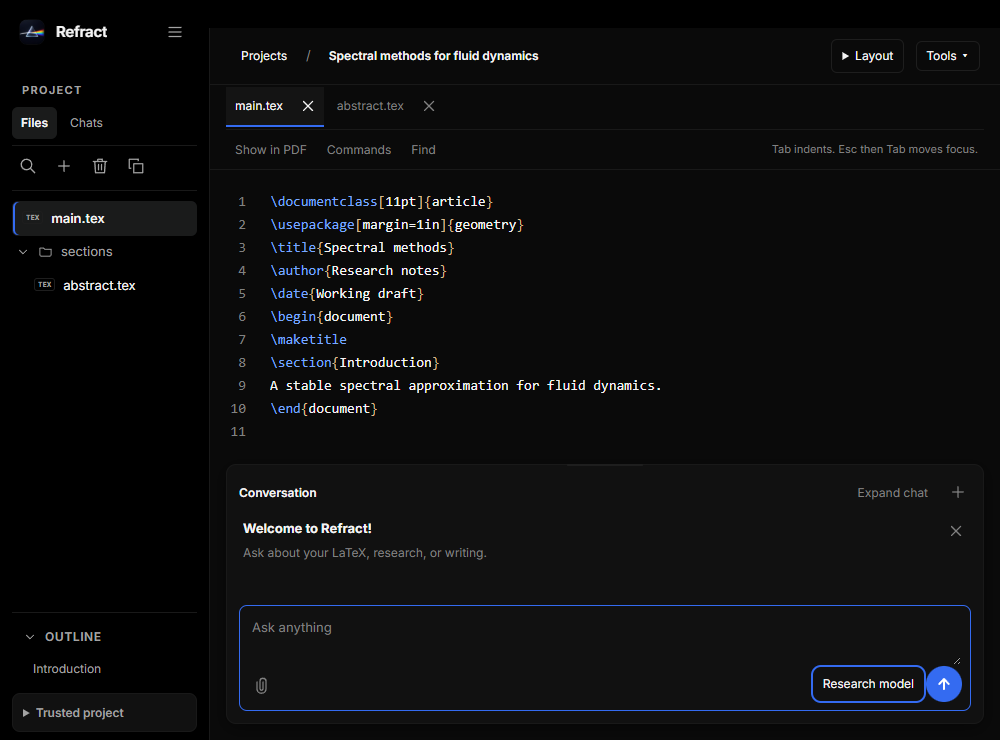 Refract
PROJECT
Files Chats
TEX main.tex
sections
TEX abstract.tex
OUTLINE
Introduction
Trusted project
Projects / Spectral methods for fluid dynamics
Layout Tools
main.tex abstract.tex
Show in PDF Commands Find Tab indents. Esc then Tab moves focus.
1 \documentclass[11pt]{article}
2 \usepackage[margin=1in]{geometry}
3 \title{Spectral methods}
4 \author{Research notes}
5 \date{Working draft}
6 \begin{document}
7 \maketitle
8 \section{Introduction}
9 A stable spectral approximation for fluid dynamics.
10 \end{document}
11
Conversation Expand chat
Welcome to Refract!
Ask about your LaTeX, research, or writing.
Ask anything
Research model